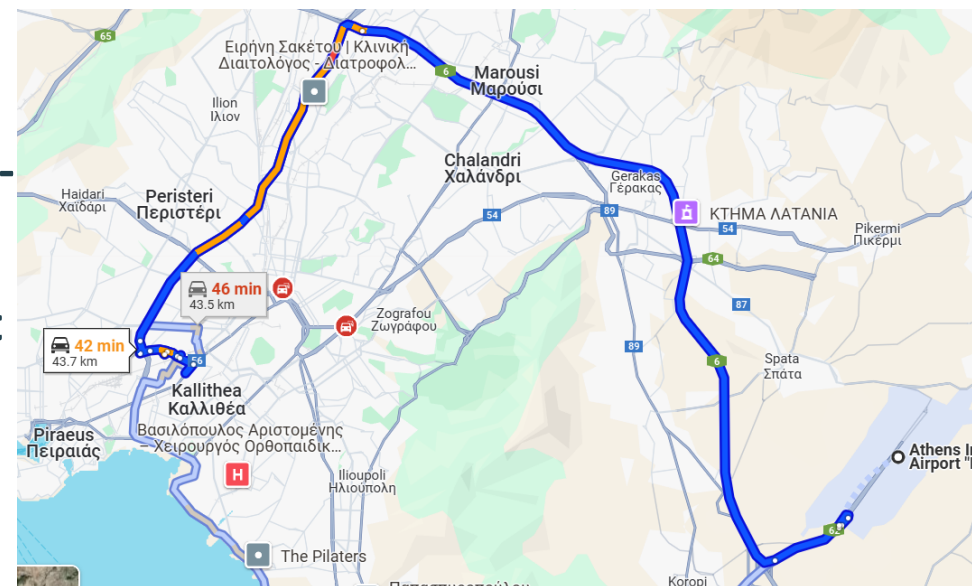 65
Ειρήνη Σακέτου | Κλινική
Διαιτολόγος - Διατροφολ...
6
Marousi
Μαρούσι
Ilion
Ίλιον
Chalandri
Χαλάνδρι
Gerakas
Γέρακας
Haidari
Χαϊδάρι
Peristeri
Περιστέρι
54
89
ΚΤΗΜΑ ΛΑΤΑΝΙΑ
54
Pikermi
Πικέρμι
64
46 min
43.5 km
87
Zografou
Ζωγράφου
42 min
43.7 km
56
89
6
Spata
Σπάτα
Kallithea
Καλλιθέα
Piraeus
Πειραιάς
Βασιλόπουλος Αριστομένης
– Χειρουργός Ορθοπαιδικ...
H
Athens
Airport
Ilioupoli
Ηλιούπολη
62
The Pilaters
Koropi